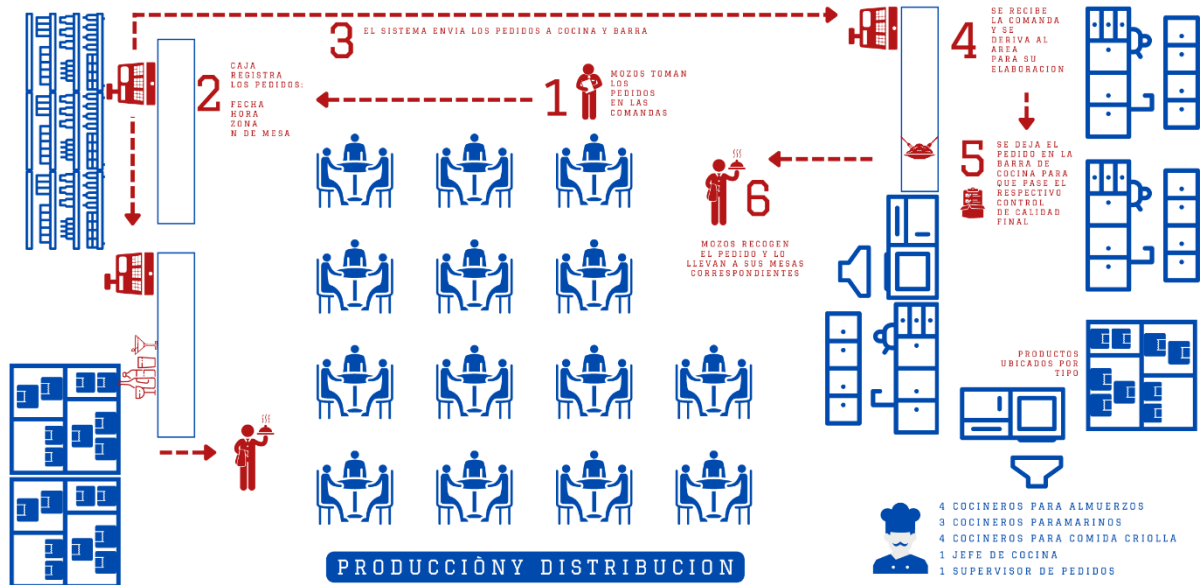 3
EL SISTEMA ENVIA LOS PEDIDOS A COCINA Y BARRA
2
CAJA
REGISTRA
LOS PEDIDOS:
FECHA
HORA
ZONA
N DE MESA
1
MOZOS TOMAN
LOS
PEDIDOS
EN LAS
COMANDAS
4
SE RECIBE
LA COMANDA
Y SE
DERIVA AL
AREA
PARA SU
ELABORACION
5
SE DEJA EL
PEDIDO EN LA
BARRA DE
COCINA PARA
QUE PASE EL
RESPECTIVO
CONTROL
DE CALIDAD
FINAL
6
MOZOS RECOGEN
EL PEDIDO Y LO
LLEVAN A SUS MESAS
CORRESPONDIENTES
PRODUCTOS
UBICADOS POR
TIPO
4 COCINEROS PARA ALMUERZOS
3 COCINEROS PARAMARINOS
4 COCINEROS PARA COMIDA CRIOLLA
1 JEFE DE COCINA
1 SUPERVISOR DE PEDIDOS
PRODUCCIÒNY DISTRIBUCION